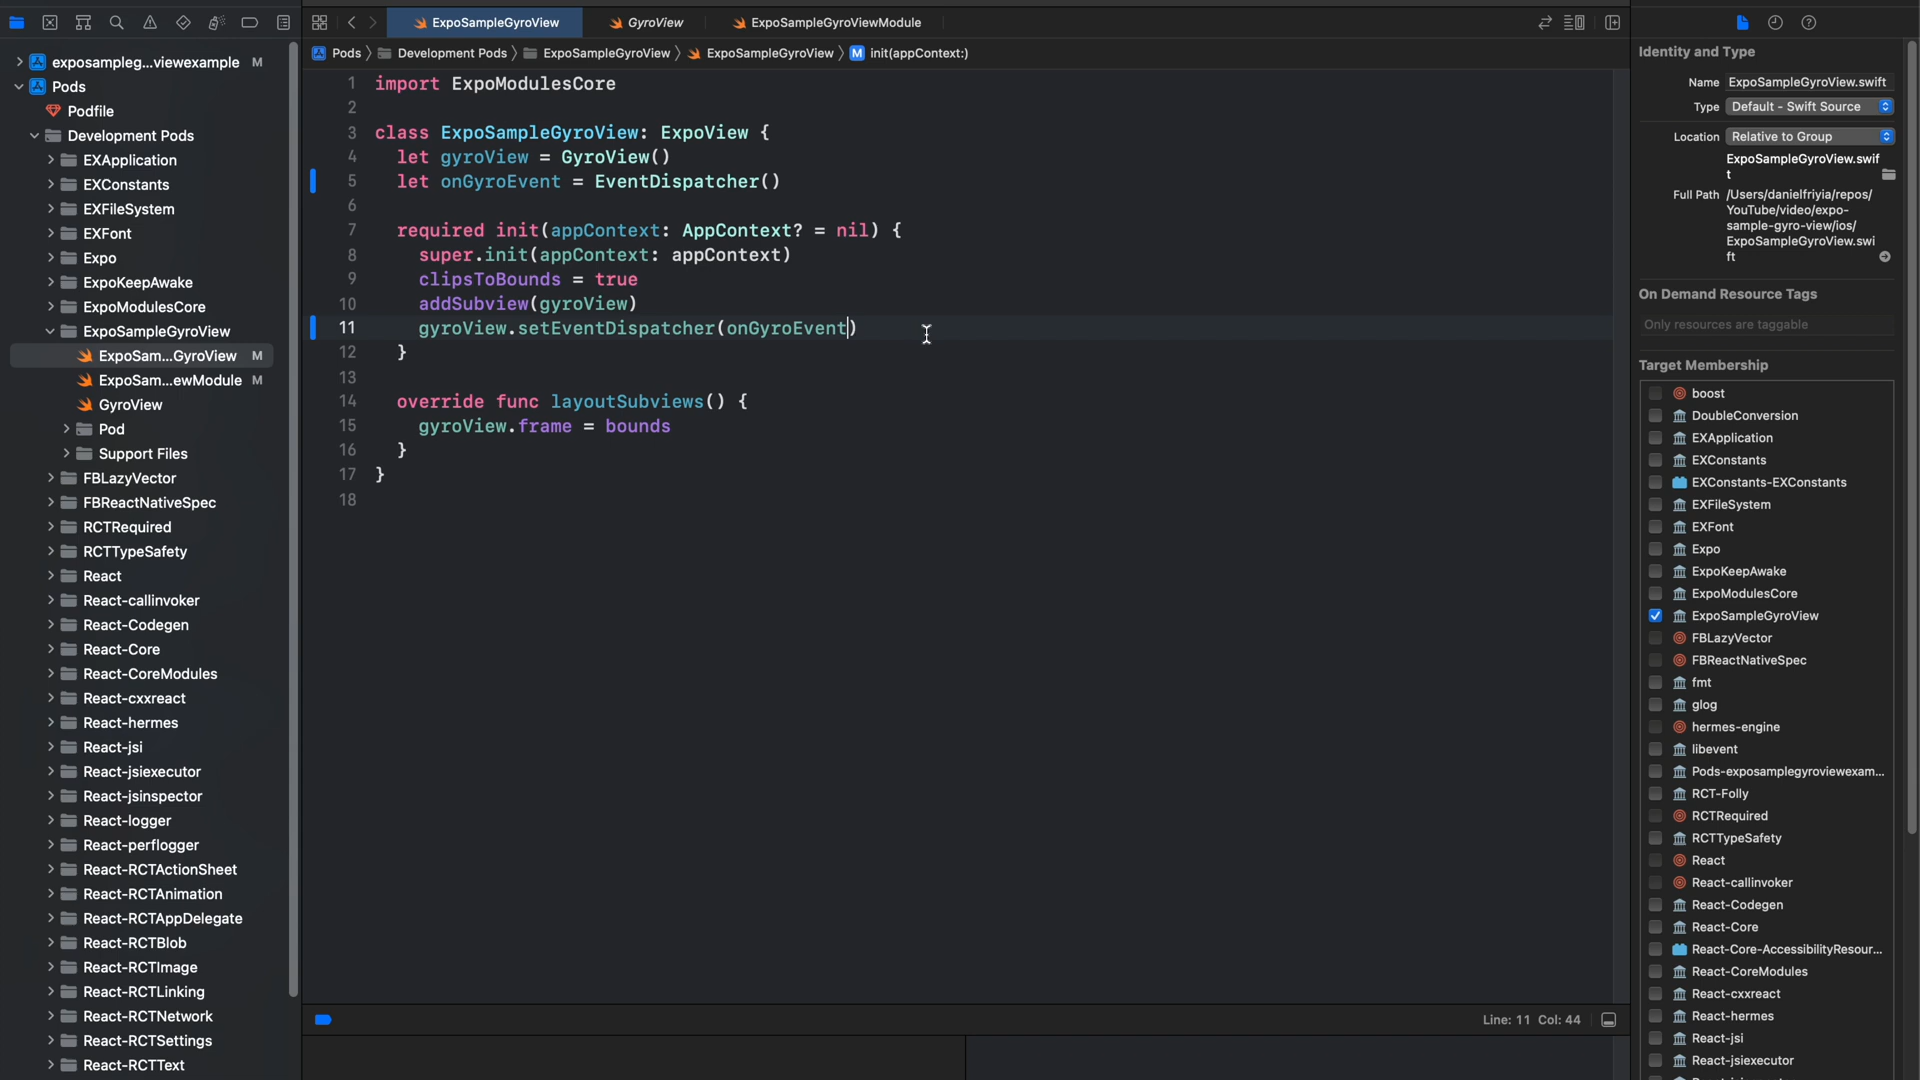 ExpoSampleGyroView
GyroView
ExpoSampleGyroViewModule
Pods
Development Pods
ExpoSampleGyroView
ExpoSampleGyroView
M
init(appContext:)
exposampleg...viewexample M
Pods
Podfile
Development Pods
EXApplication
EXConstants
EXFileSystem
EXFont
Expo
ExpoKeepAwake
ExpoModulesCore
ExpoSampleGyroView
ExpoSam...GyroView M
ExpoSam...ewModule M
GyroView
Pod
Support Files
FBLazyVector
FBReactNativeSpec
RCTRequired
RCTTypeSafety
React
React-callinvoker
React-Codegen
React-Core
React-CoreModules
React-cxxreact
React-hermes
React-jsi
React-jsiexecutor
React-jsinspector
React-logger
React-perflogger
React-RCTActionSheet
React-RCTAnimation
React-RCTAppDelegate
React-RCTBlob
React-RCTImage
React-RCTLinking
React-RCTNetwork
React-RCTSettings
React-RCTText
1 import ExpoModulesCore
2
3 class ExpoSampleGyroView: ExpoView {
4 let gyroView = GyroView()
5 let onGyroEvent = EventDispatcher()
6
7 required init(appContext: AppContext? = nil) {
8 super.init(appContext: appContext)
9 clipsToBounds = true
10 addSubview(gyroView)
11 gyroView.setEventDispatcher(onGyroEvent)
12 }
13
14 override func layoutSubviews() {
15 gyroView.frame = bounds
16 }
17 }
18
Line: 11 Col: 44
Identity and Type
Name ExpoSampleGyroView.swift
Type Default - Swift Source
Location Relative to Group
ExpoSampleGyroView.swif
t
Full Path /Users/danielfriyia/repos/
YouTube/video/expo-
sample-gyro-view/ios/
ExpoSampleGyroView.swi
ft
On Demand Resource Tags
Only resources are taggable
Target Membership
boost
DoubleConversion
EXApplication
EXConstants
EXConstants-EXConstants
EXFileSystem
EXFont
Expo
ExpoKeepAwake
ExpoModulesCore
ExpoSampleGyroView
FBLazyVector
FBReactNativeSpec
fmt
glog
hermes-engine
libevent
Pods-exposamplegyroviewexam...
RCT-Folly
RCTRequired
RCTTypeSafety
React
React-callinvoker
React-Codegen
React-Core
React-Core-AccessibilityResour...
React-CoreModules
React-cxxreact
React-hermes
React-jsi
React-jsiexecutor